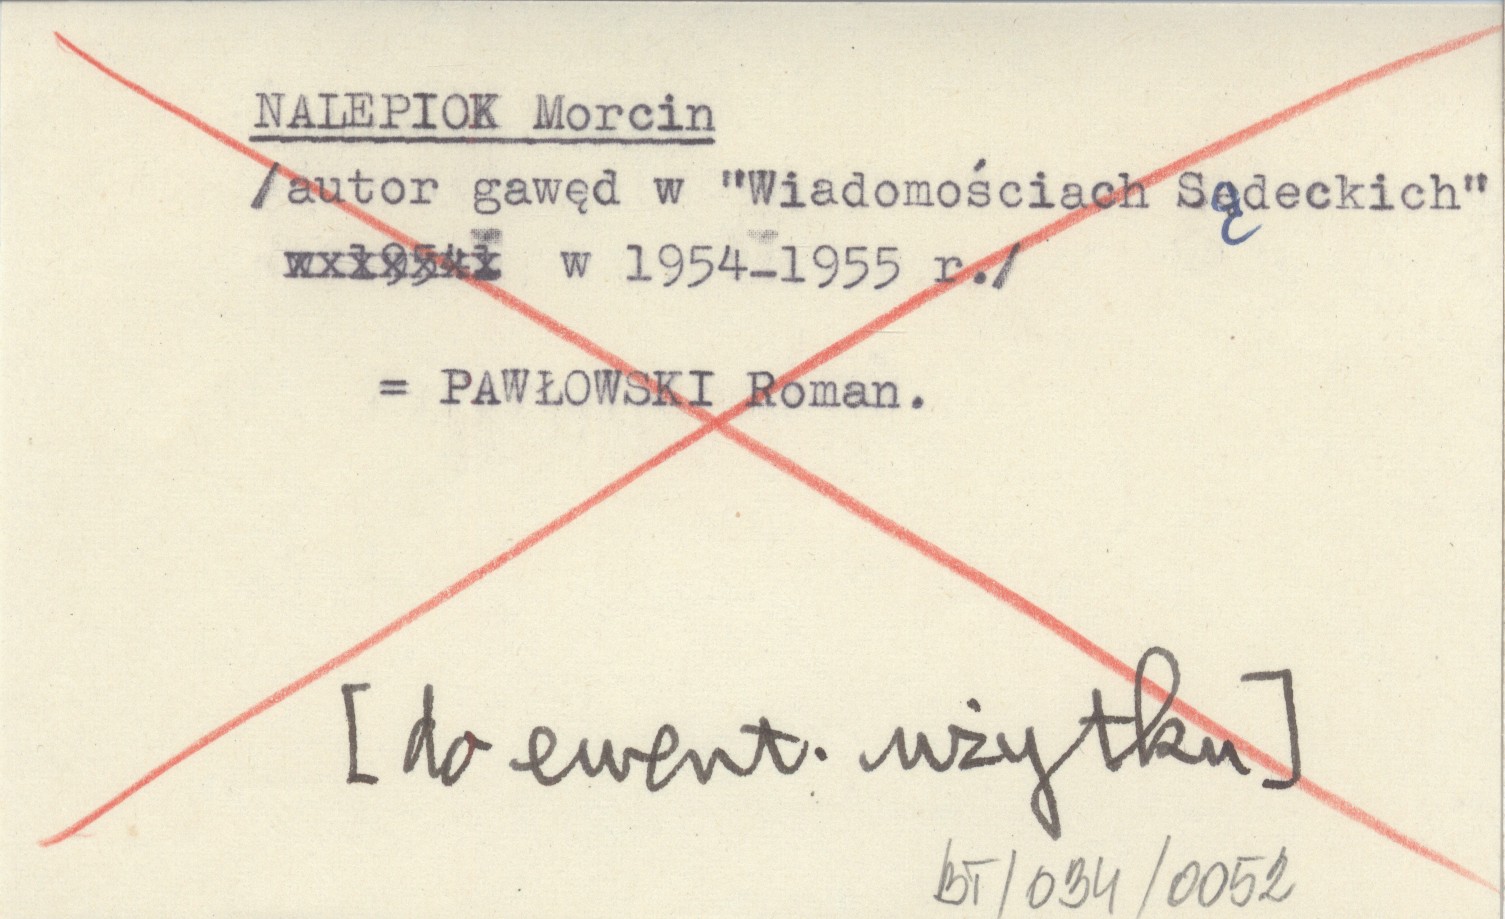 NALEPIOK Morcin
/autor gawęd w "Wiadomościach Sądeckich"
w 1954-1955 r./
= PAWŁOWSKI Roman.
[do ewent. użytku]
BT/034/0052